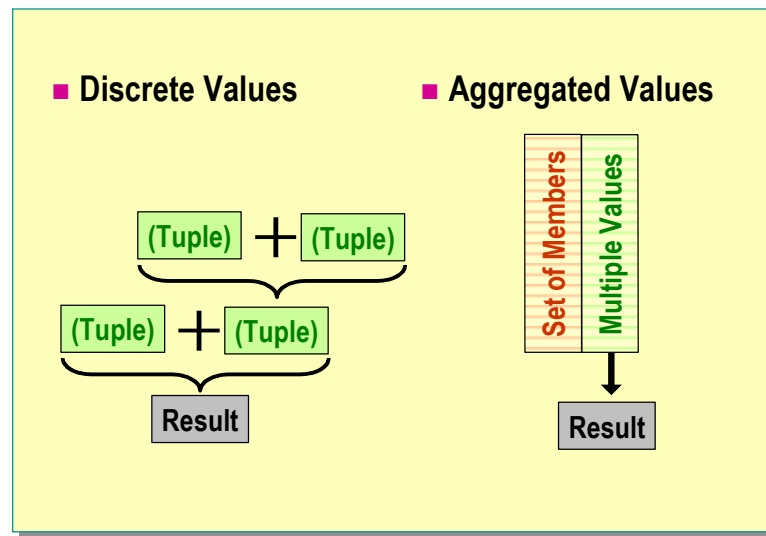 Discrete Values
(Tuple) + (Tuple)
(Tuple) + (Tuple)
Result
Aggregated Values
Set of Members
Multiple Values
Result